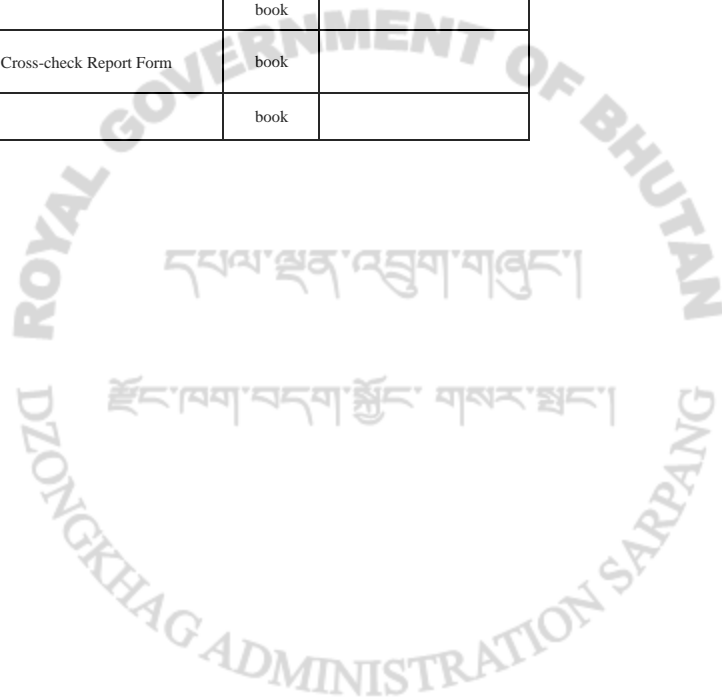 book
Cross-check Report Form book
book
ROYAL GOVERNMENT OF BHUTAN
དཔལ་ལྡན་འབྲུག་གཞུང་།
རྫོང་ཁག་བདག་སྐྱོང་ གསར་སྤང་།
DZONGKHAG ADMINISTRATION SARPANG